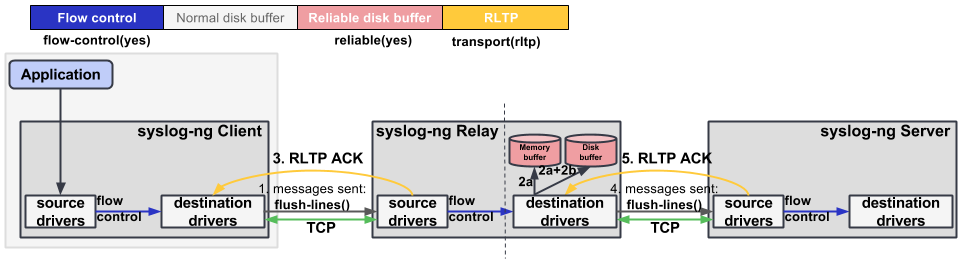 Flow control
Normal disk buffer
Reliable disk buffer
RLTP
flow-control(yes)
reliable(yes)
transport(rltp)
Application
syslog-ng Client
syslog-ng Relay
syslog-ng Server
Memory
buffer
Disk
buffer
3. RLTP ACK
5. RLTP ACK
2a
2a+2b
1. messages sent:
flush-lines()
4. messages sent:
flush-lines()
source
drivers
flow
control
destination
drivers
TCP
source
drivers
flow
control
destination
drivers
TCP
source
drivers
flow
control
destination
drivers